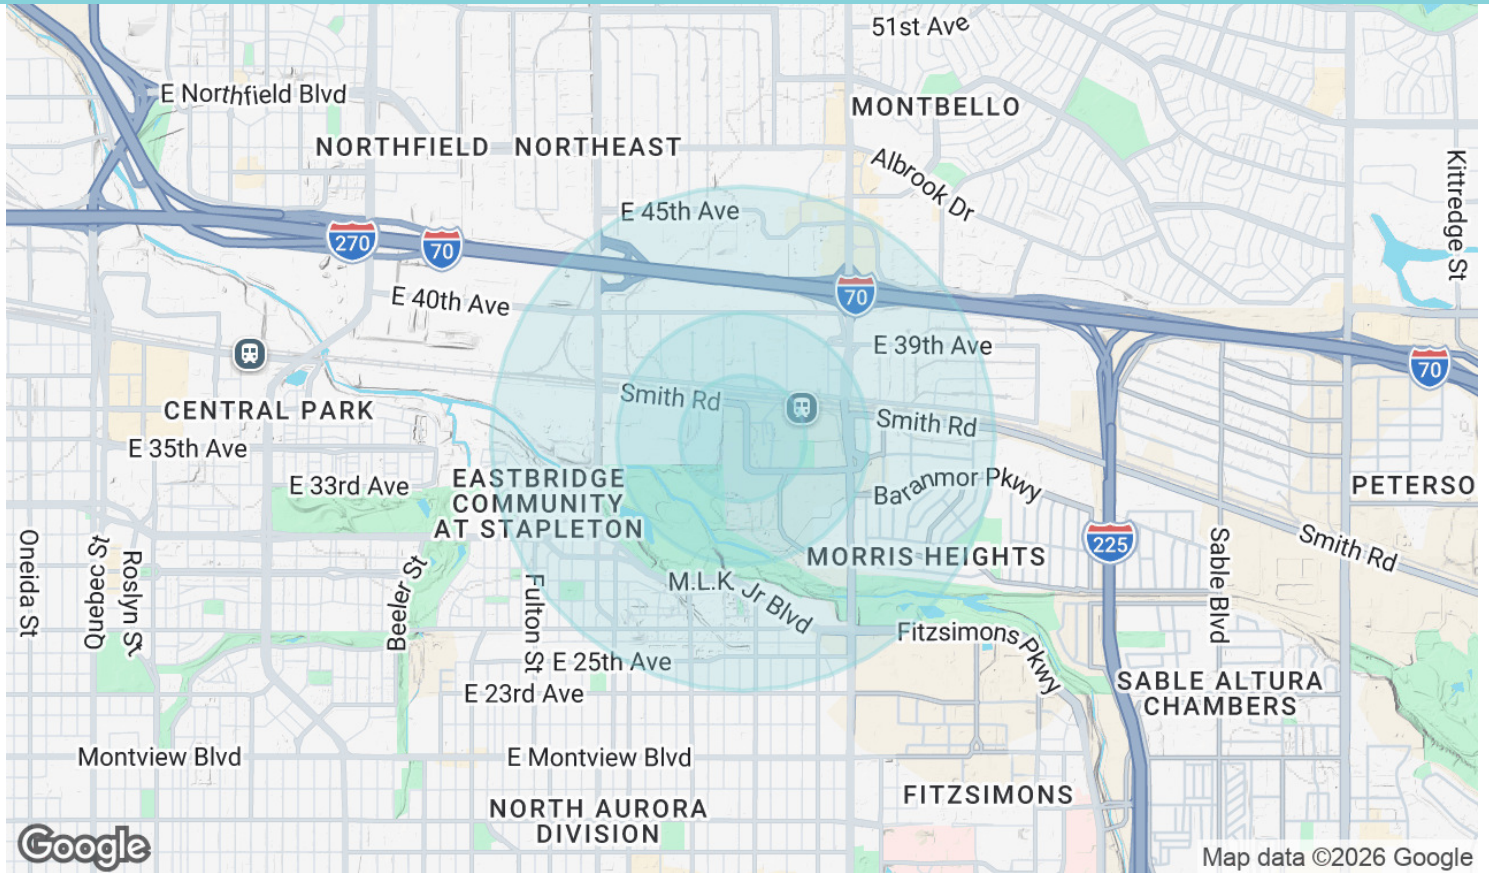 51st Ave
E Northfield Blvd
MONTBELLO
NORTHFIELD
NORTHEAST
Albrook Dr
Kittredge St
E 45th Ave
270
70
70
E 40th Ave
E 39th Ave
70
Smith Rd
CENTRAL PARK
Smith Rd
E 35th Ave
EASTBRIDGE
COMMUNITY
AT STAPLETON
E 33rd Ave
Baranmor Pkwy
PETERSO
Oneida St
Quebec St
Roslyn St
Beeler St
Fulton St
MORRIS HEIGHTS
225
Sable Blvd
Smith Rd
M.L.K. Jr Blvd
Fitzsimons Pkwy
E 25th Ave
E 23rd Ave
SABLE ALTURA
CHAMBERS
Montview Blvd
E Montview Blvd
FITZSIMONS
NORTH AURORA
DIVISION
Google
Map data ©2026 Google